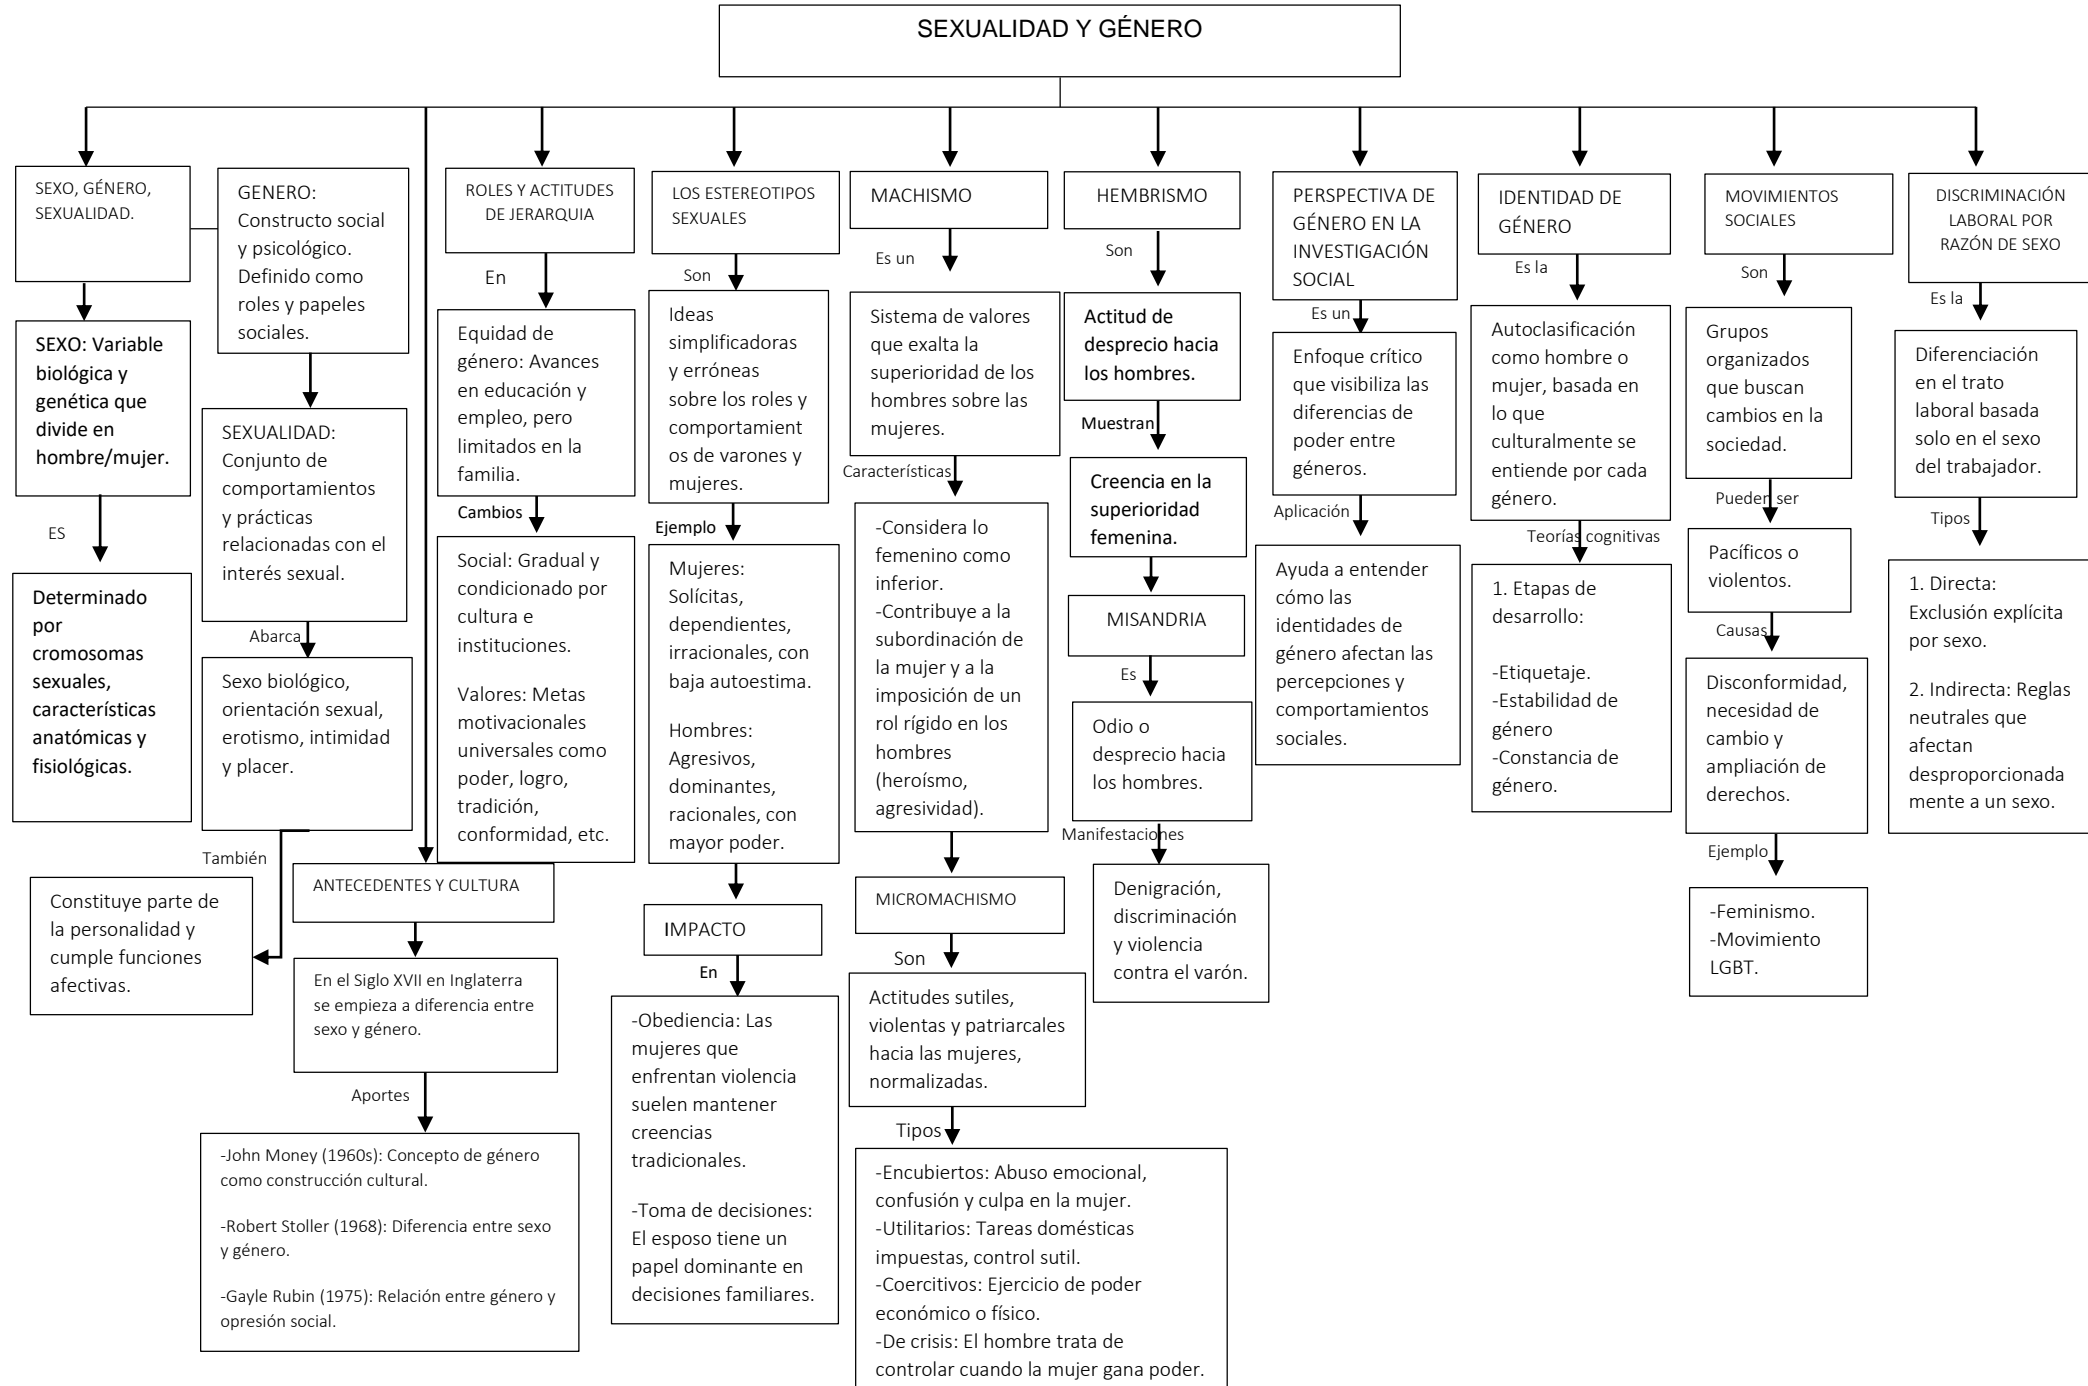 SEXUALIDAD Y GÉNERO
SEXO, GÉNERO,
SEXUALIDAD.
SEXO: Variable
biológica y
genética que
divide en
hombre/mujer.
ES
Determinado
por
cromosomas
sexuales,
características
anatómicas y
fisiológicas.
GENERO:
Constructo social
y psicológico.
Definido como
roles y papeles
sociales.
SEXUALIDAD:
Conjunto de
comportamientos
y prácticas
relacionadas con el
interés sexual.
Abarca
Sexo biológico,
orientación sexual,
erotismo, intimidad
y placer.
También
Constituye parte de
la personalidad y
cumple funciones
afectivas.
ANTECEDENTES Y CULTURA
En el Siglo XVII en Inglaterra
se empieza a diferencia entre
sexo y género.
Aportes
-John Money (1960s): Concepto de género
como construcción cultural.
-Robert Stoller (1968): Diferencia entre sexo
y género.
-Gayle Rubin (1975): Relación entre género y
opresión social.
ROLES Y ACTITUDES
DE JERARQUIA
En
Equidad de
género: Avances
en educación y
empleo, pero
limitados en la
familia.
Cambios
Social: Gradual y
condicionado por
cultura e
instituciones.
Valores: Metas
motivacionales
universales como
poder, logro,
tradición,
conformidad, etc.
LOS ESTEREOTIPOS
SEXUALES
Son
Ideas
simplificadoras
y erróneas
sobre los roles y
comportamient
os de varones y
mujeres.
Ejemplo
Mujeres:
Solícitas,
dependientes,
irracionales, con
baja autoestima.
Hombres:
Agresivos,
dominantes,
racionales, con
mayor poder.
IMPACTO
En
-Obediencia: Las
mujeres que
enfrentan violencia
suelen mantener
creencias
tradicionales.
-Toma de decisiones:
El esposo tiene un
papel dominante en
decisiones familiares.
MACHISMO
Es un
Sistema de valores
que exalta la
superioridad de los
hombres sobre las
mujeres.
Características
-Considera lo
femenino como
inferior.
-Contribuye a la
subordinación de
la mujer y a la
imposición de un
rol rígido en los
hombres
(heroísmo,
agresividad).
MICROMACHISMO
Son
Actitudes sutiles,
violentas y patriarcales
hacia las mujeres,
normalizadas.
Tipos
-Encubiertos: Abuso emocional,
confusión y culpa en la mujer.
-Utilitarios: Tareas domésticas
impuestas, control sutil.
-Coercitivos: Ejercicio de poder
económico o físico.
-De crisis: El hombre trata de
controlar cuando la mujer gana poder.
HEMBRISMO
Son
Actitud de
desprecio hacia
los hombres.
Muestran
Creencia en la
superioridad
femenina.
MISANDRIA
Es
Odio o
desprecio hacia
los hombres.
Manifestaciones
Denigración,
discriminación
y violencia
contra el varón.
PERSPECTIVA DE
GÉNERO EN LA
INVESTIGACIÓN
SOCIAL
Es un
Enfoque crítico
que visibiliza las
diferencias de
poder entre
géneros.
Aplicación
Ayuda a entender
cómo las
identidades de
género afectan las
percepciones y
comportamientos
sociales.
IDENTIDAD DE
GÉNERO
Es la
Autoclasificación
como hombre o
mujer, basada en
lo que
culturalmente se
entiende por cada
género.
Teorías cognitivas
1. Etapas de
desarrollo:
-Etiquetaje.
-Estabilidad de
género
-Constancia de
género.
MOVIMIENTOS
SOCIALES
Son
Grupos
organizados
que buscan
cambios en la
sociedad.
Pueden ser
Pacíficos o
violentos.
Causas
Disconformidad,
necesidad de
cambio y
ampliación de
derechos.
Ejemplo
-Feminismo.
-Movimiento
LGBT.
DISCRIMINACIÓN
LABORAL POR
RAZÓN DE SEXO
Es la
Diferenciación
en el trato
laboral basada
solo en el sexo
del trabajador.
Tipos
1. Directa:
Exclusión explícita
por sexo.
2. Indirecta: Reglas
neutrales que
afectan
desproporcionada
mente a un sexo.